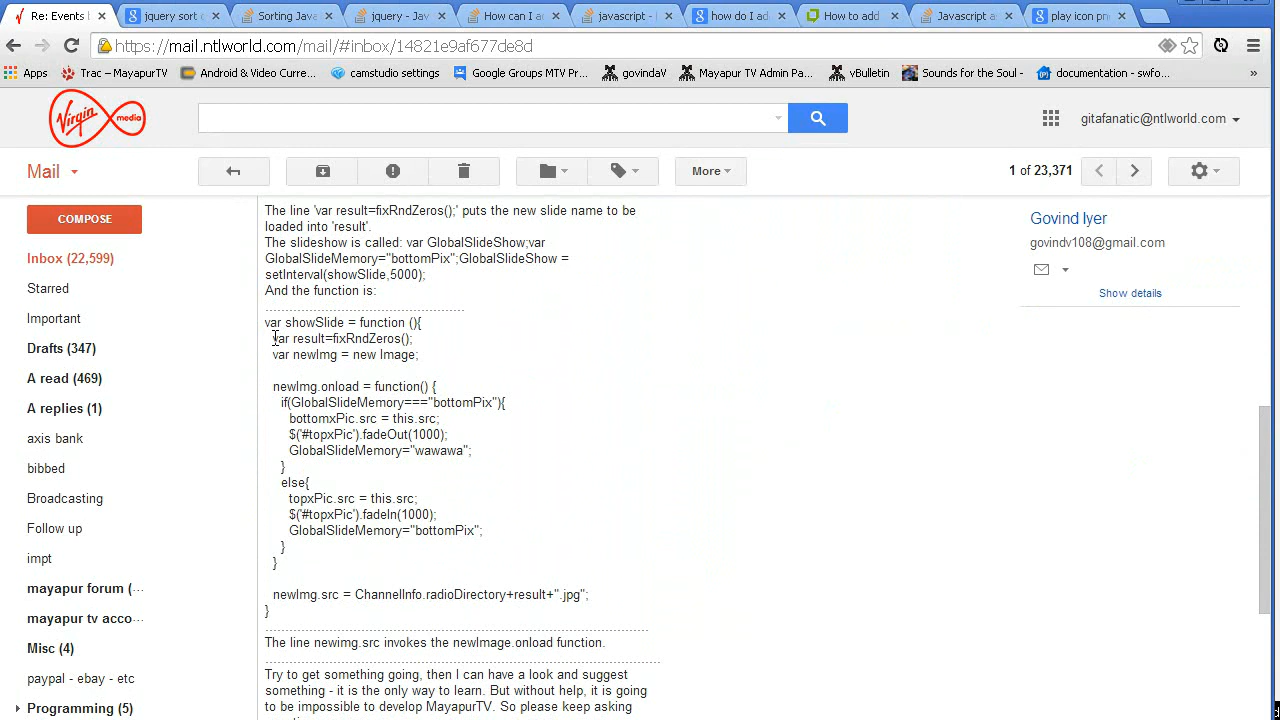 Re: Events
jquery sort
Sorting Java
jquery - Jav
How can I a
javascript -
how do I ad
How to add
Javascript a
play icon pn
https://mail.ntlworld.com/mail/#inbox/14821e9af677de8d
Apps
Trac – MayapurTV
Android & Video Curre...
camstudio settings
Google Groups MTV Pr...
govindaV
Mayapur TV Admin Pa...
vBulletin
Sounds for the Soul -
documentation - swfo...
»
Virgin media
gitafanatic@ntlworld.com
Mail
More
1 of 23,371
COMPOSE
Inbox (22,599)
Starred
Important
Drafts (347)
A read (469)
A replies (1)
axis bank
bibbed
Broadcasting
Follow up
impt
mayapur forum (...
mayapur tv acco...
Misc (4)
paypal - ebay - etc
Programming (5)
The line 'var result=fixRndZeros();' puts the new slide name to be
loaded into 'result'.
The slideshow is called: var GlobalSlideShow;var
GlobalSlideMemory="bottomPix";GlobalSlideShow =
setInterval(showSlide,5000);
And the function is:
--------------------------------------------------
var showSlide = function (){
var result=fixRndZeros();
var newImg = new Image;
newImg.onload = function() {
if(GlobalSlideMemory==="bottomPix"){
bottomxPic.src = this.src;
$('#topxPic').fadeOut(1000);
GlobalSlideMemory="wawawa";
}
else{
topxPic.src = this.src;
$('#topxPic').fadeIn(1000);
GlobalSlideMemory="bottomPix";
}
}
newImg.src = ChannelInfo.radioDirectory+result+".jpg";
}
--------------------------------------------------
The line newimg.src invokes the newImage.onload function.
--------------------------------------------------
Try to get something going, then I can have a look and suggest
something - it is the only way to learn. But without help, it is going
to be impossible to develop MayapurTV. So please keep asking
Govind Iyer
govindv108@gmail.com
Show details